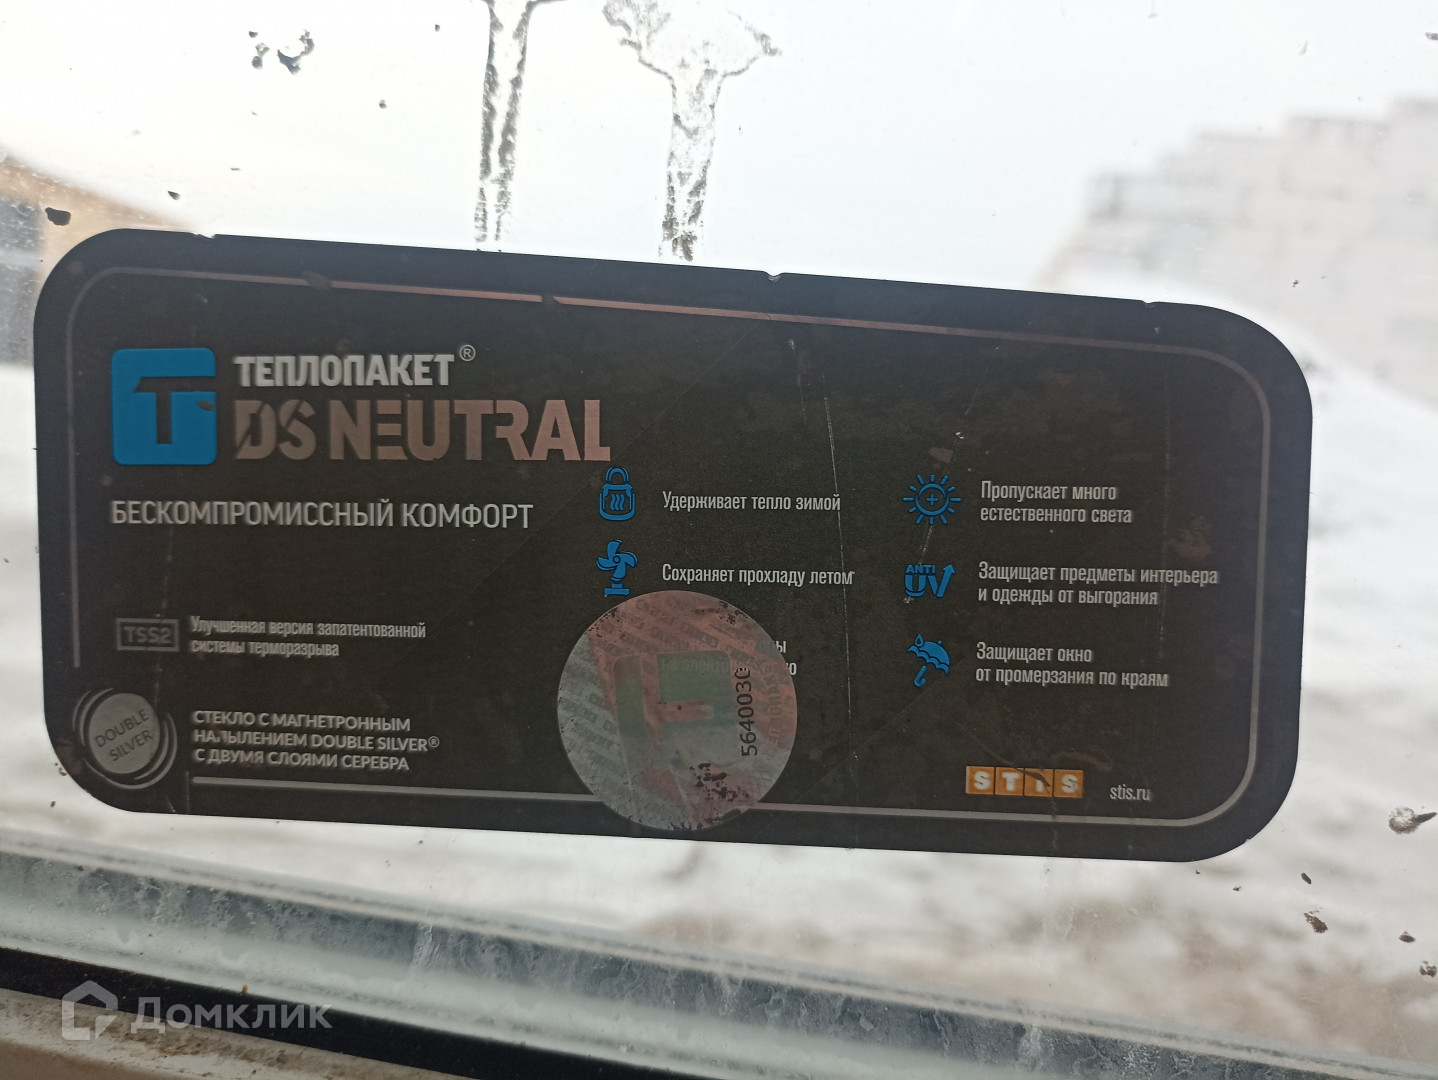 ТЕПЛОПАКЕТ®
DS NEUTRAL
БЕСКОМПРОМИССНЫЙ КОМФОРТ
Удерживает тепло зимой
Сохраняет прохладу летом
Пропускает много
естественного света
ANTI
UV
Защищает предметы интерьера
и одежды от выгорания
Защищает окно
от промерзания по краям
TSS2
Улучшенная версия запатентованной
системы терморазрыва
DOUBLE
SILVER
СТЕКЛО С МАГНЕТРОННЫМ
НАПЫЛЕНИЕМ DOUBLE SILVER®
С ДВУМЯ СЛОЯМИ СЕРЕБРА
564003
STIS
stis.ru
Домклик